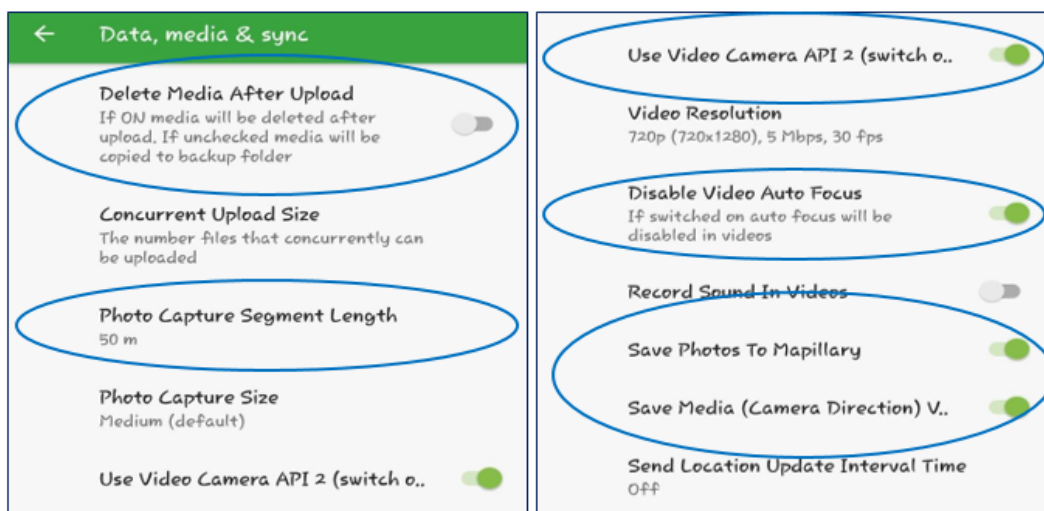 Data, media & sync
Delete Media After Upload
If ON media will be deleted after
upload. If unchecked media will be
copied to backup folder
Concurrent Upload Size
The number files that concurrently can
be uploaded
Photo Capture Segment Length
50 m
Photo Capture Size
Medium (default)
Use Video Camera API 2 (switch o..
Use Video Camera API 2 (switch o..
Video Resolution
720p (720x1280), 5 Mbps, 30 fps
Disable Video Auto Focus
If switched on auto focus will be
disabled in videos
Record Sound In Videos
Save Photos To Mapillary
Save Media (Camera Direction) V..
Send Location Update Interval Time
Off